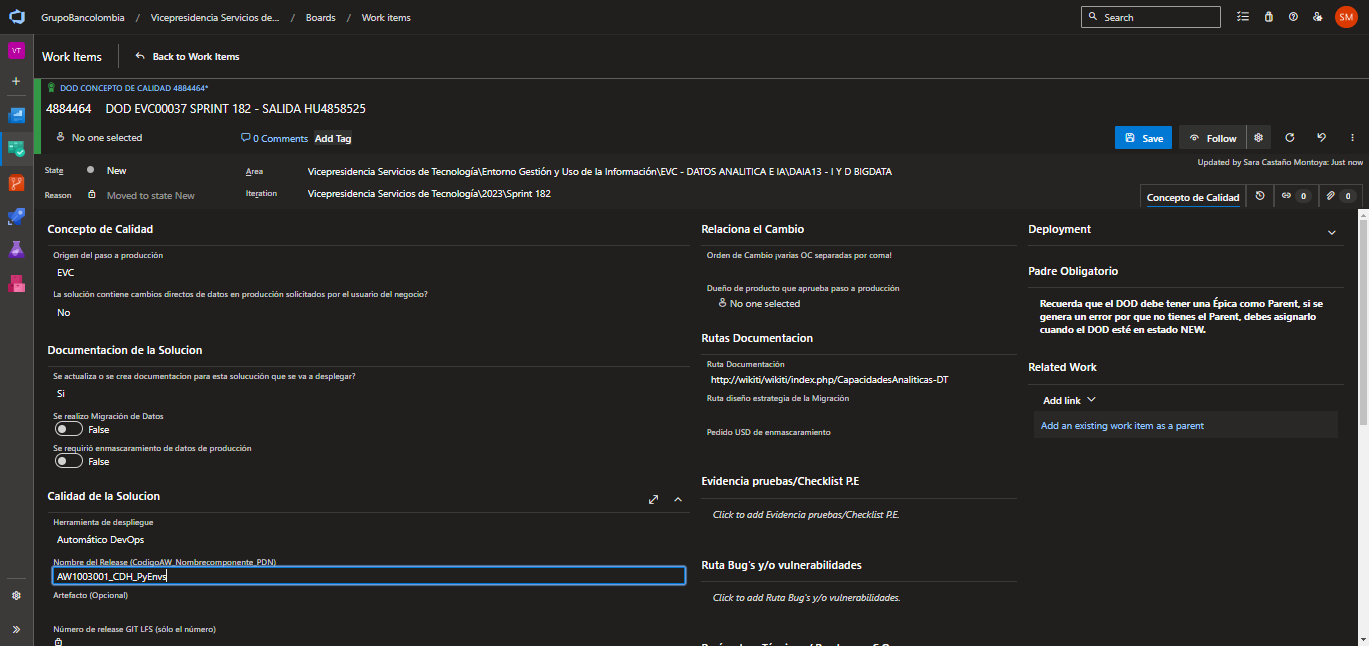 GrupoBancolombia / Vicepresidencia Servicios de... / Boards / Work items
Search
SM
VT
Work Items
Back to Work Items
DOD CONCEPTO DE CALIDAD 4884464*
4884464 DOD EVC00037 SPRINT 182 - SALIDA HU4858525
No one selected
0 Comments
Add Tag
Save
Follow
Updated by Sara Castaño Montoya: Just now
State New
Area Vicepresidencia Servicios de Tecnología\Entorno Gestión y Uso de la Información\EVC - DATOS ANALITICA E IA\DAIA13 - I Y D BIGDATA
Reason Moved to state New
Iteration Vicepresidencia Servicios de Tecnología\2023\Sprint 182
Concepto de Calidad
0
0
Concepto de Calidad
Origen del paso a producción
EVC
La solución contiene cambios directos de datos en producción solicitados por el usuario del negocio?
No
Documentacion de la Solucion
Se actualiza o se crea documentacion para esta solucución que se va a desplegar?
Si
Se realizo Migración de Datos
False
Se requirió enmascaramiento de datos de producción
False
Calidad de la Solucion
Herramienta de despliegue
Automático DevOps
Nombre del Release (CodigoAW_Nombrecomponente_PDN)
AW1003001_CDH_PyEnvs
Artefacto (Opcional)
Número de release GIT LFS (sólo el número)
Relaciona el Cambio
Orden de Cambio ¡varias OC separadas por coma!
Dueño de producto que aprueba paso a producción
No one selected
Rutas Documentacion
Ruta Documentación
http://wikiti/wikiti/index.php/CapacidadesAnaliticas-DT
Ruta diseño estrategia de la Migración
Pedido USD de enmascaramiento
Evidencia pruebas/Checklist P.E
Click to add Evidencia pruebas/Checklist P.E.
Ruta Bug's y/o vulnerabilidades
Click to add Ruta Bug's y/o vulnerabilidades.
Deployment
Padre Obligatorio
Recuerda que el DOD debe tener una Épica como Parent, si se
genera un error por que no tienes el Parent, debes asignarlo
cuando el DOD esté en estado NEW.
Related Work
Add link
Add an existing work item as a parent